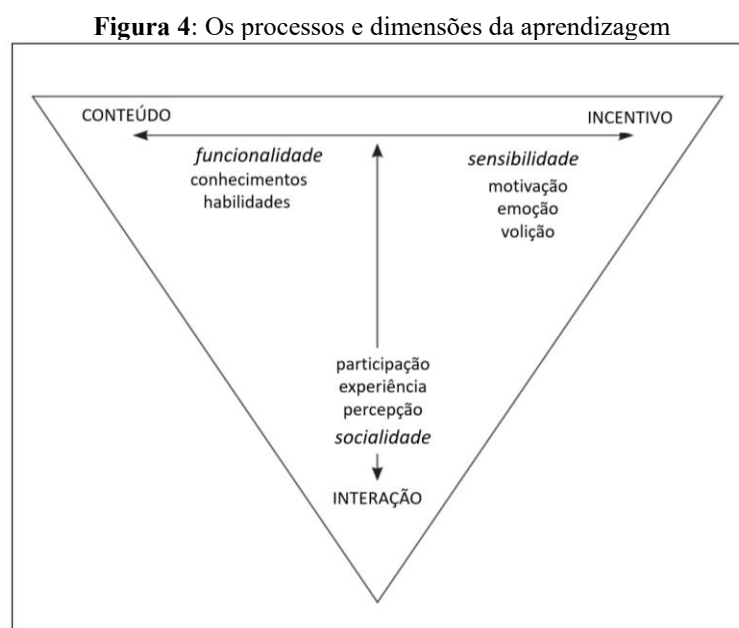 Figura 4: Os processos e dimensões da aprendizagem
CONTEÚDO
INCENTIVO
funcionalidade
conhecimentos
habilidades
sensibilidade
motivação
emoção
volição
participação
experiência
percepção
socialidade
INTERAÇÃO